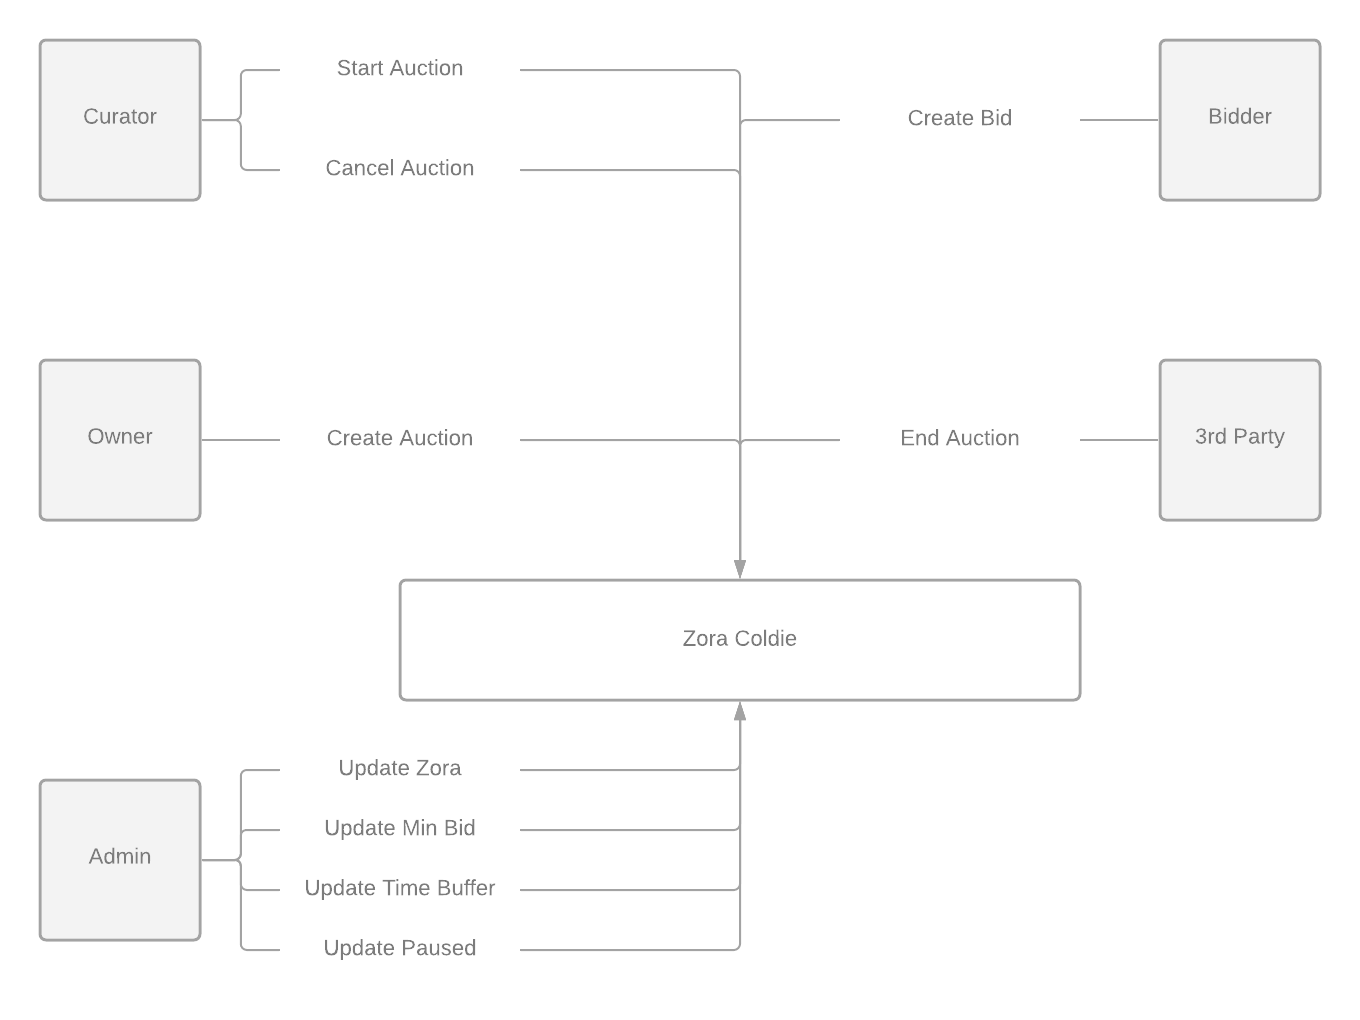 Start Auction
Curator
Create Bid
Bidder
Cancel Auction
Owner
Create Auction
End Auction
3rd Party
Zora Coldie
Update Zora
Update Min Bid
Admin
Update Time Buffer
Update Paused